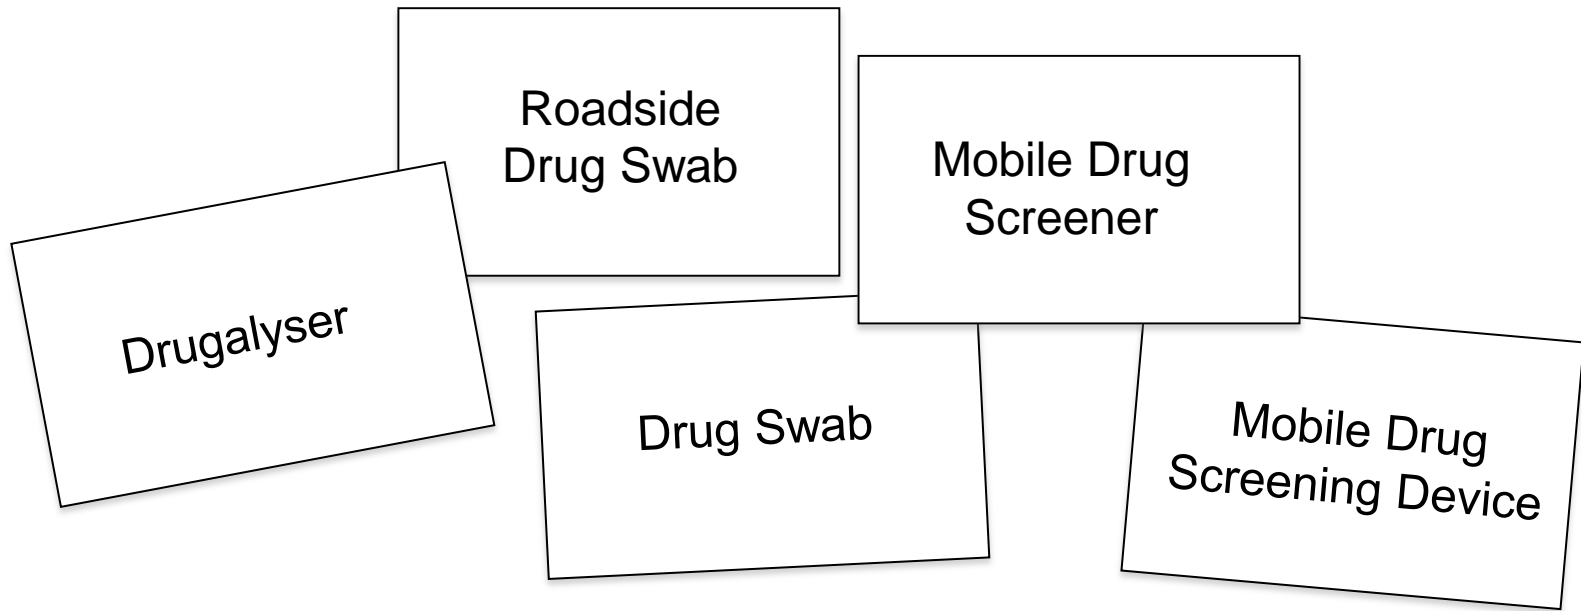 Roadside
Drug Swab
Mobile Drug
Screener
Drugalyser
Drug Swab
Mobile Drug
Screening Device